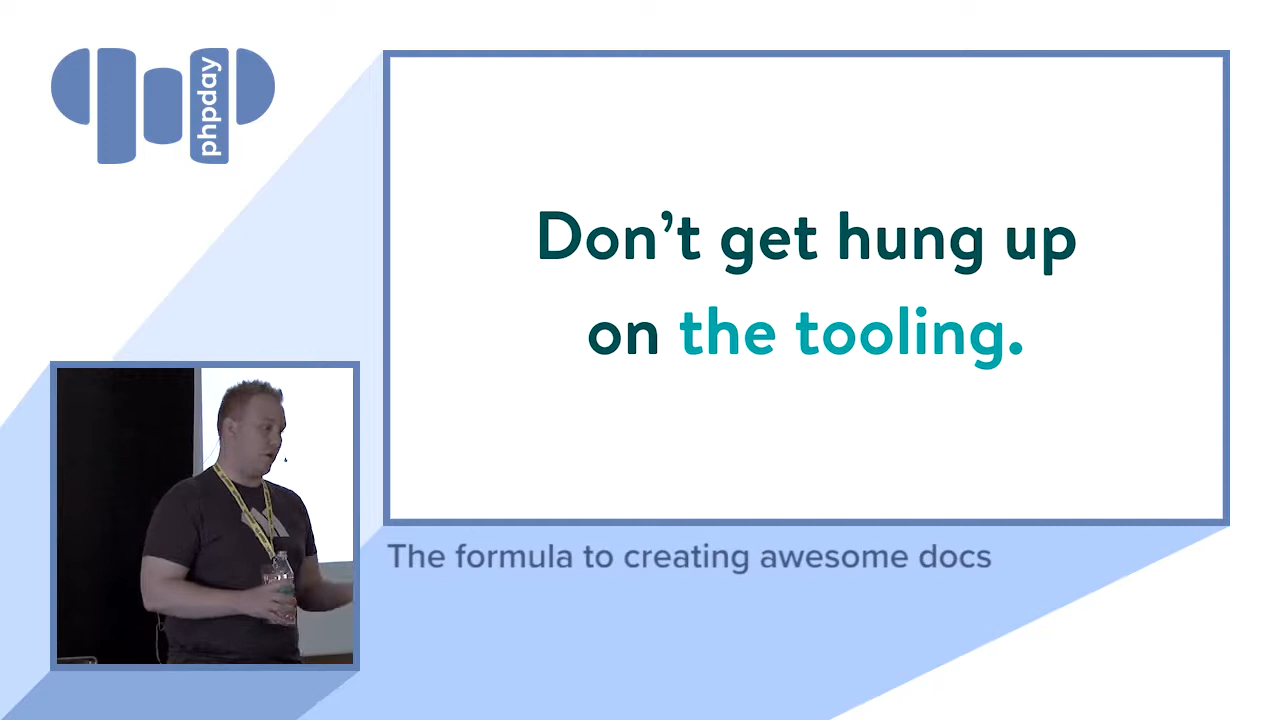 phpday
Don't get hung up
on the tooling.
The formula to creating awesome docs